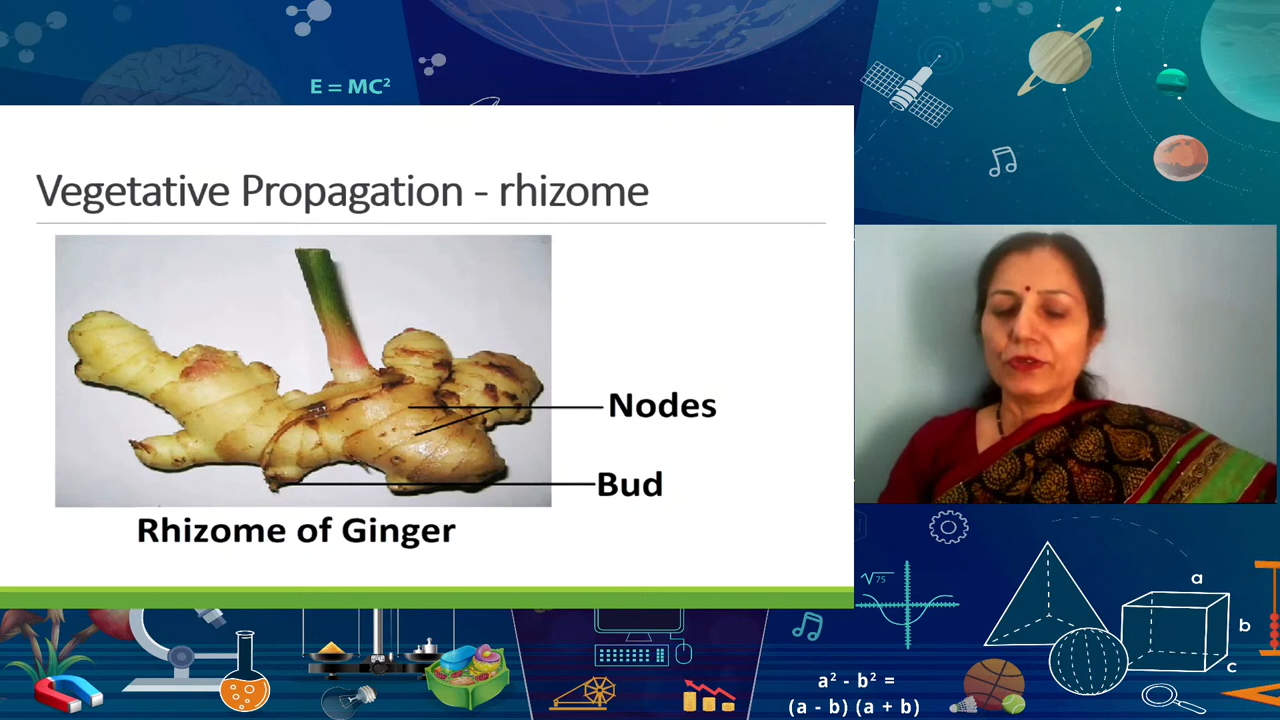 E = MC²
Vegetative Propagation - rhizome
Nodes
Bud
Rhizome of Ginger
√75
a
b
c
a² - b² =
(a - b) (a + b)